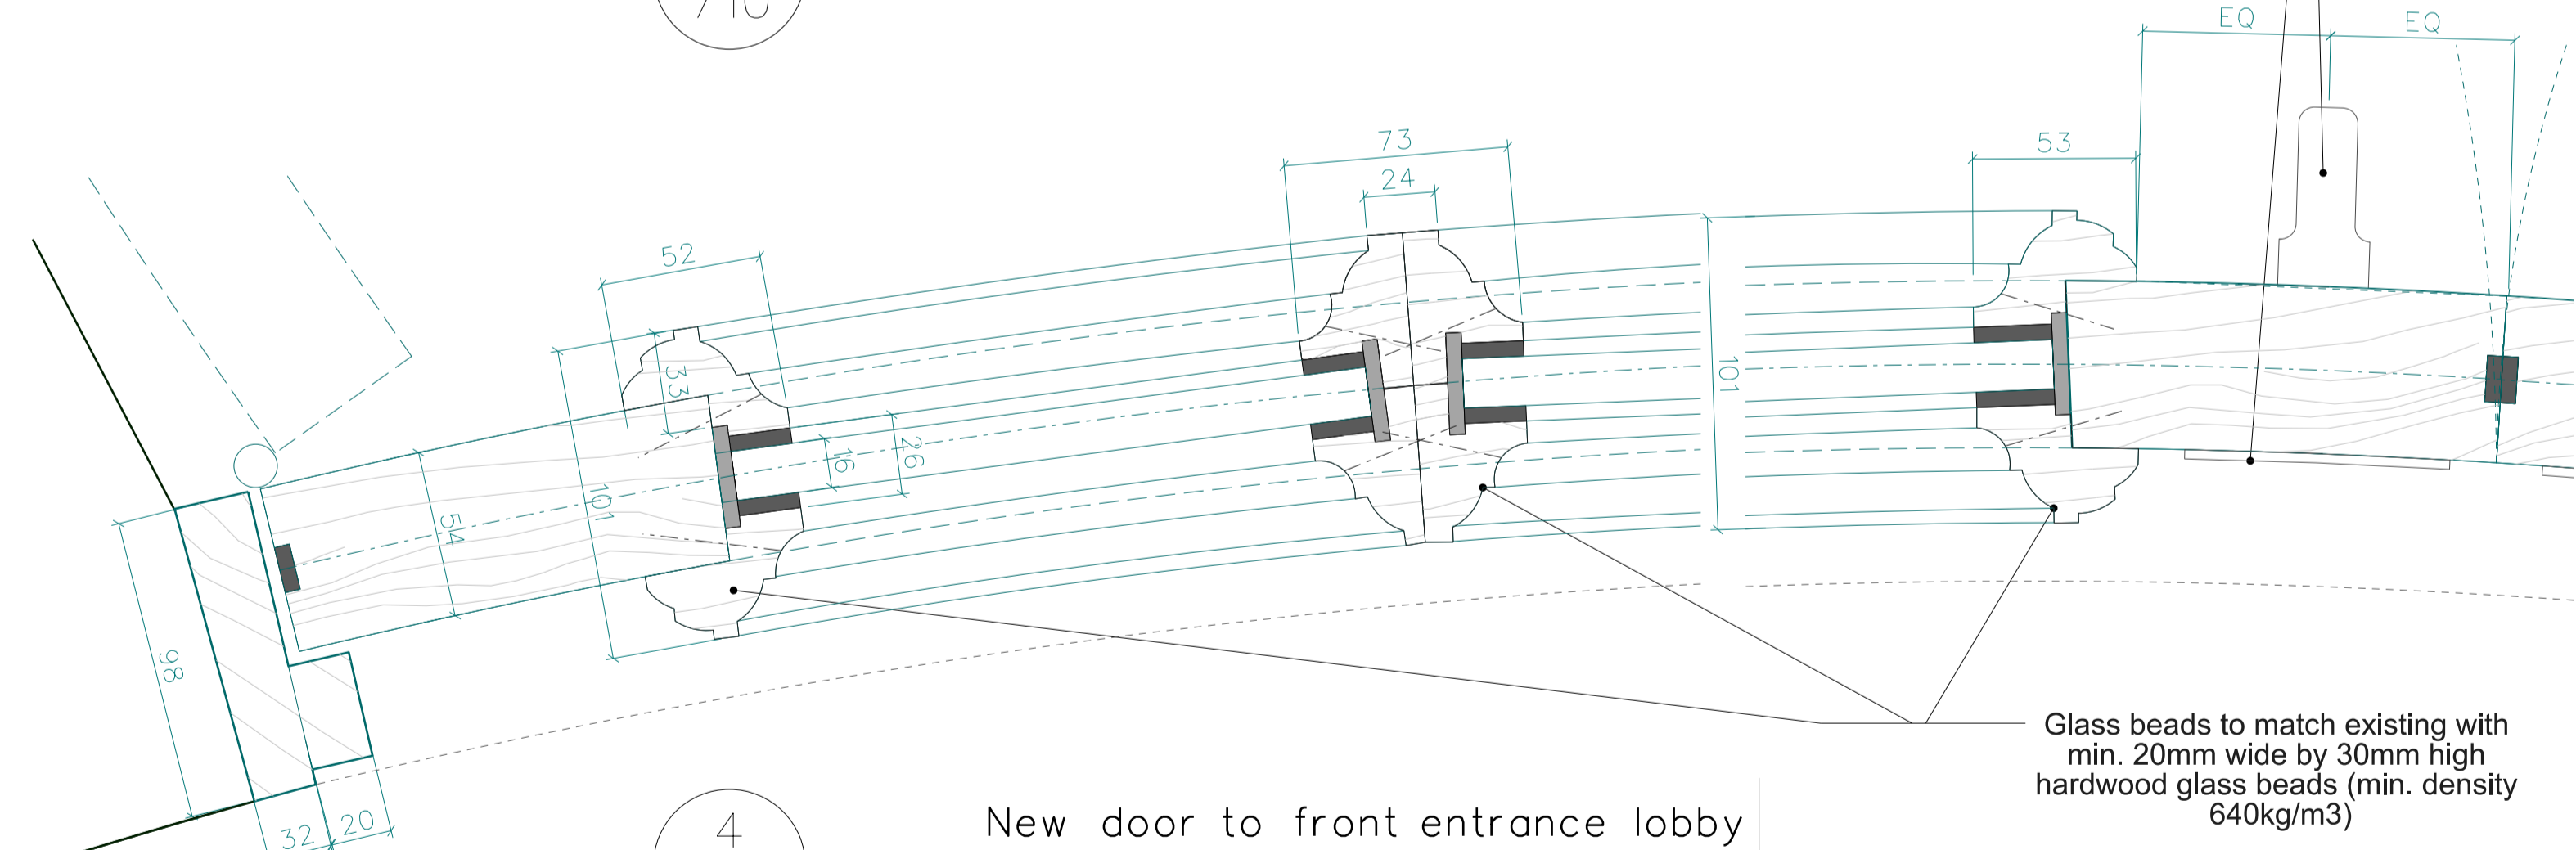 /10
EQ
EQ
73
24
53
52
33
101
16
26
101
54
98
32
20
Glass beads to match existing with
min. 20mm wide by 30mm high
hardwood glass beads (min. density
640kg/m3)
4
New door to front entrance lobby